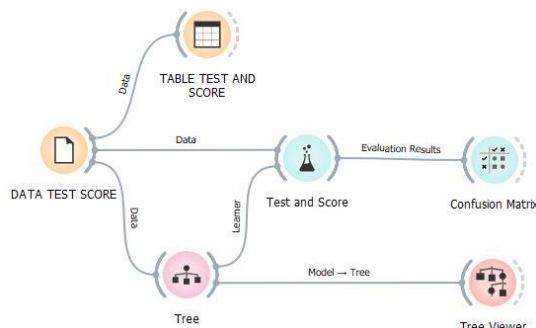 TABLE TEST AND
SCORE
Data
Data
Evaluation Results
DATA TEST SCORE
Test and Score
Confusion Matrix
Data
Learner
Model → Tree
Tree
Tree Viewer